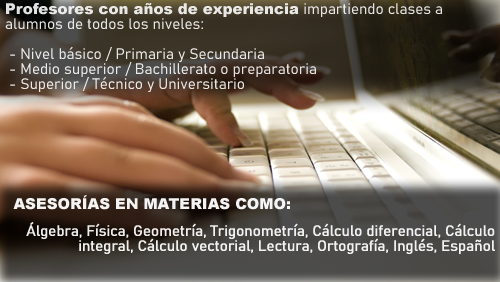 Profesores con años de experiencia impartiendo clases a
alumnos de todos los niveles:
- Nivel básico / Primaria y Secundaria
- Medio superior / Bachillerato o preparatoria
- Superior / Técnico y Universitario
ASESORÍAS EN MATERIAS COMO:
Álgebra, Física, Geometría, Trigonometría, Cálculo diferencial, Cálculo
integral, Cálculo vectorial, Lectura, Ortografía, Inglés, Español